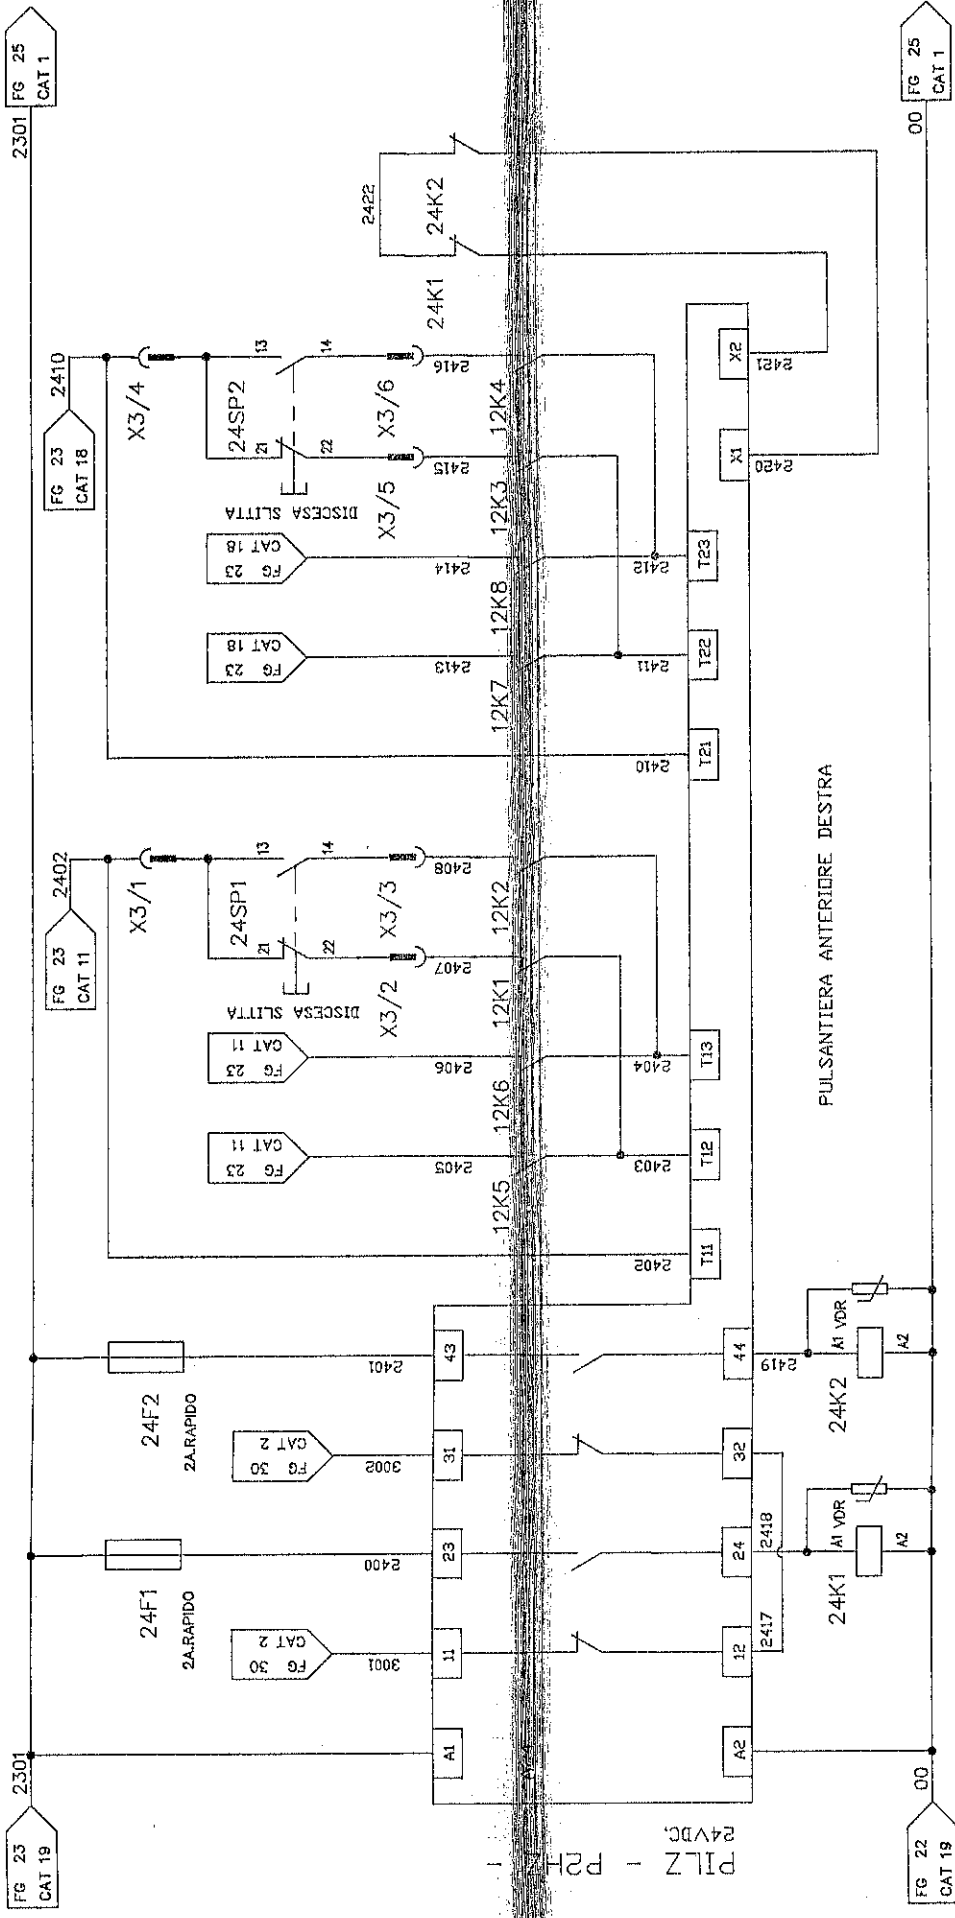 FG 23
CAT 19
2301
24F1
2A.RAPIDO
24F2
2A.RAPIDO
2301
FG 25
CAT 1
FG 30
CAT 2
3001
2400
FG 30
CAT 2
3002
2401
FG 23
CAT 11
2402
X3/1
24SP1
13
14
21
22
DISCESA SLITTA
X3/2
X3/3
FG 23
CAT 11
2405
FG 23
CAT 11
2406
2407
2408
12K5
12K6
12K1
12K2
2402
2403
2404
FG 23
CAT 18
2410
X3/4
24SP2
13
14
21
22
DISCESA SLITTA
X3/5
X3/6
FG 23
CAT 18
2413
FG 23
CAT 18
2414
2415
2416
12K7
12K8
12K3
12K4
2410
2411
2412
24K1
24K2
2422
A1
11
23
31
43
T11
T12
T13
T21
T22
T23
X1
X2
2420
2421
PILZ - P2H
24VDC.
A2
12
24
32
44
2417
2418
2419
24K1
A1
VDR
A2
24K2
A1
VDR
A2
PULSANTIERA ANTERIORE DESTRA
FG 22
CAT 19
00
00
FG 25
CAT 1